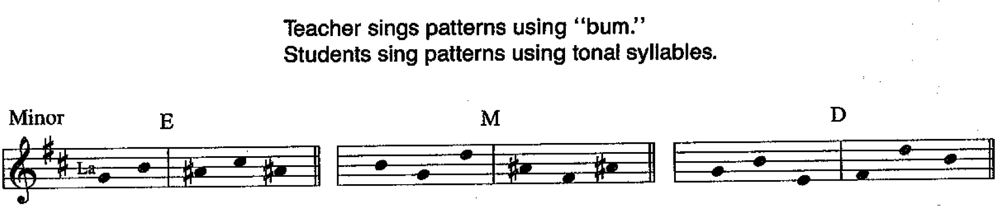 Teacher sings patterns using “bum.”
Students sing patterns using tonal syllables.
Minor E M D
La